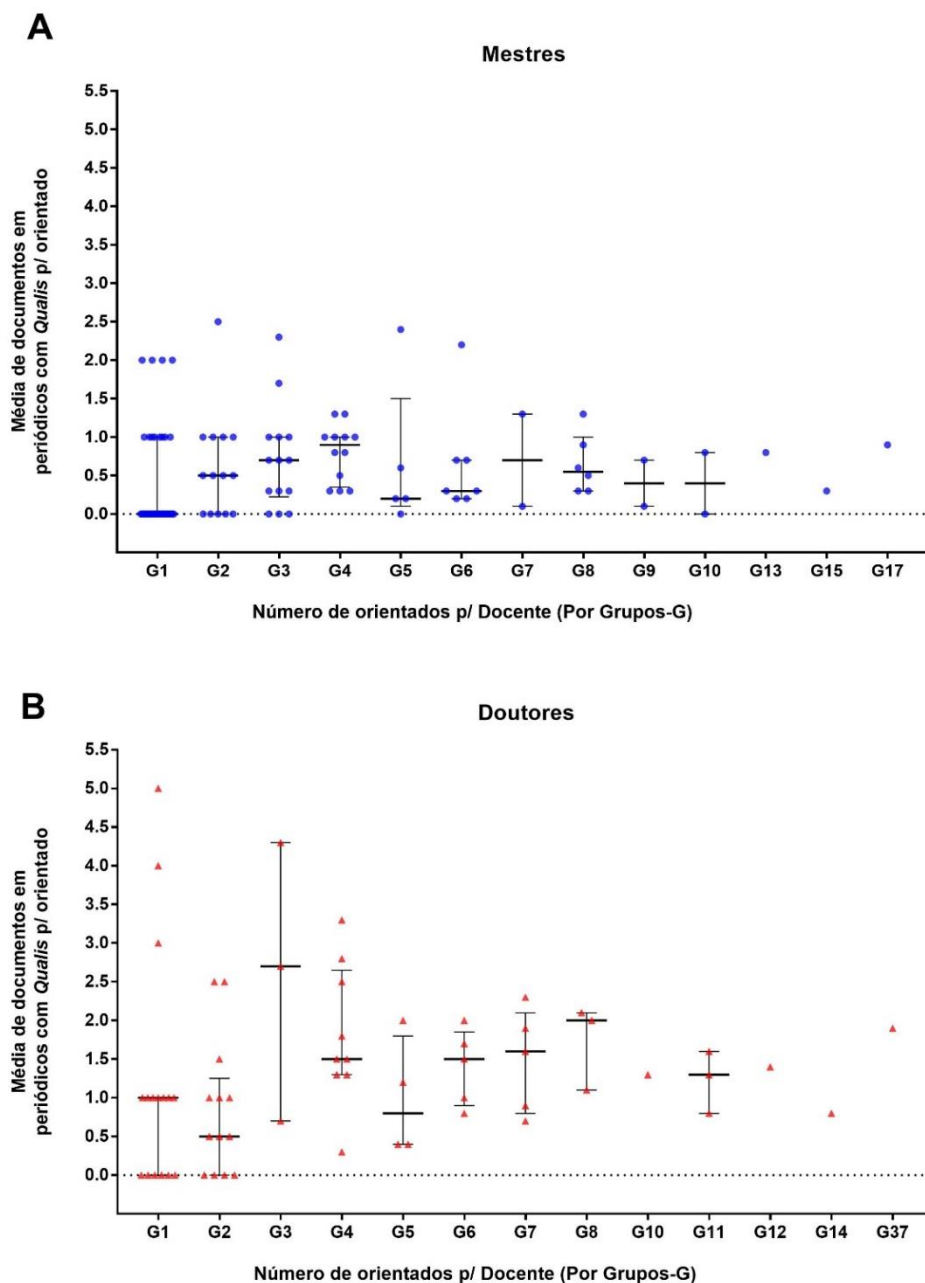 A
Mestres
Média de documentos em
periódicos com Qualis p/ orientado
5.5
5.0
4.5
4.0
3.5
3.0
2.5
2.0
1.5
1.0
0.5
0.0
G1 G2 G3 G4 G5 G6 G7 G8 G9 G10 G13 G15 G17
Número de orientados p/ Docente (Por Grupos-G)
B
Doutores
Média de documentos em
periódicos com Qualis p/ orientado
5.5
5.0
4.5
4.0
3.5
3.0
2.5
2.0
1.5
1.0
0.5
0.0
G1 G2 G3 G4 G5 G6 G7 G8 G10 G11 G12 G14 G37
Número de orientados p/ Docente (Por Grupos-G)